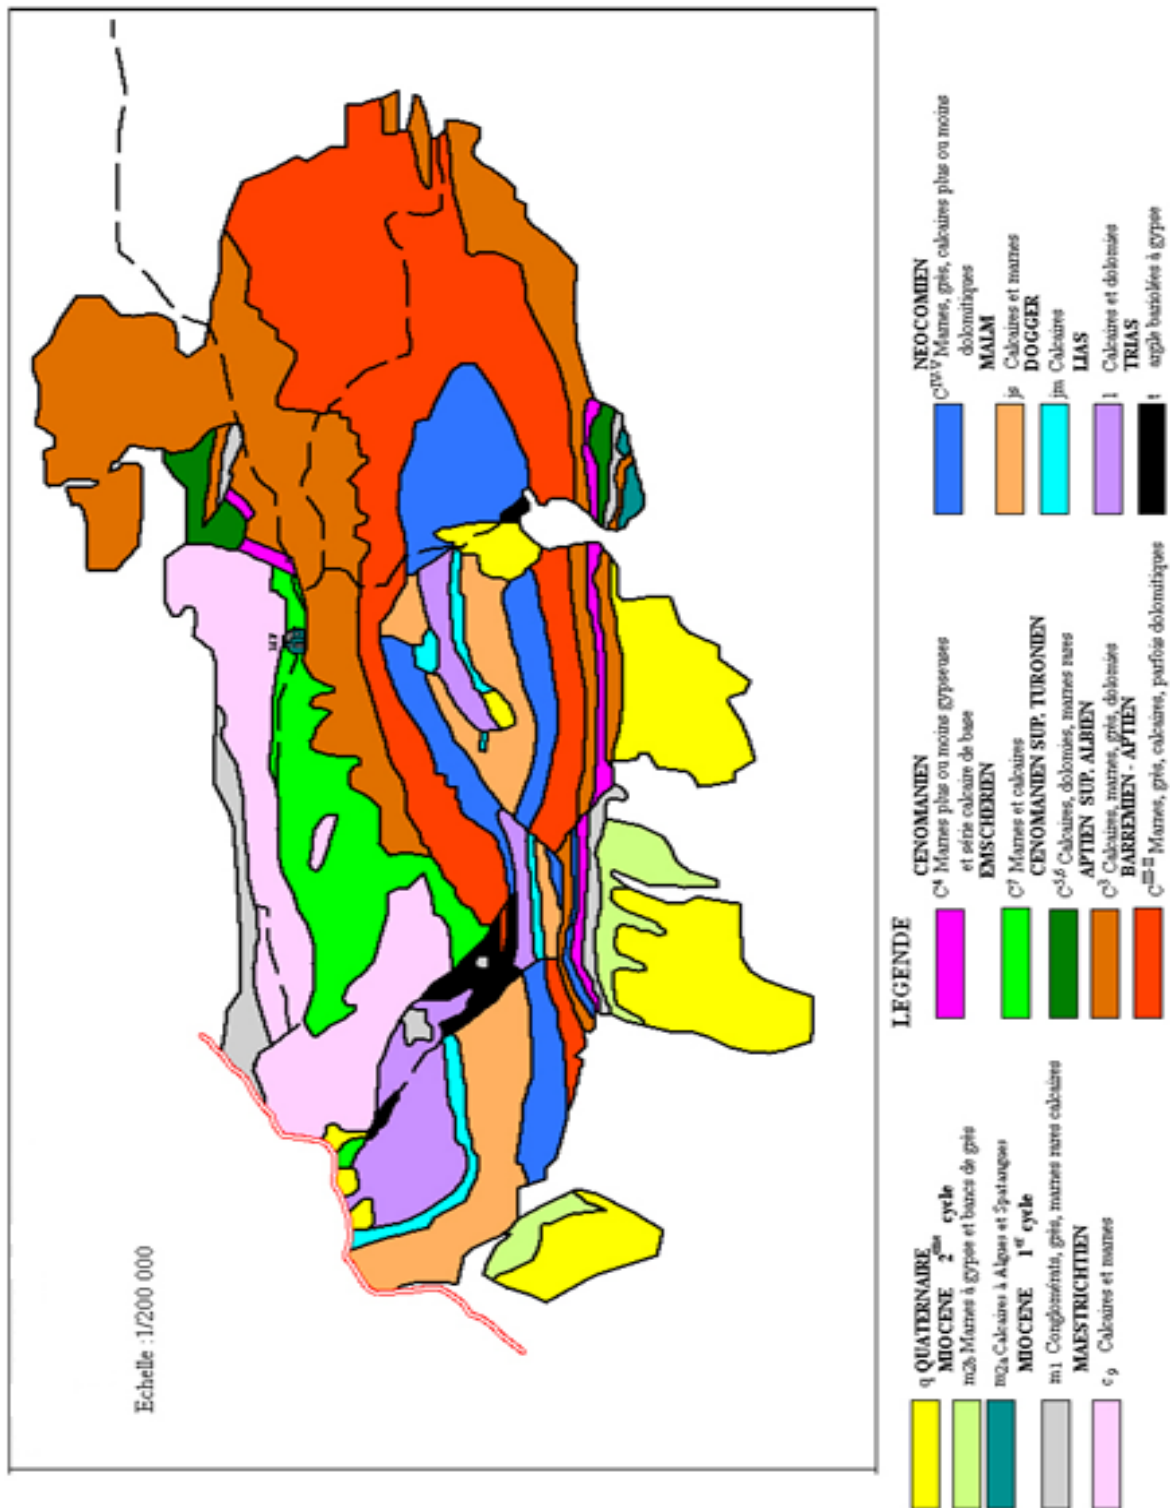 Echelle :1/200 000
LEGENDE
q QUATERNAIRE
MIOCENE 2ème cycle
m2b Marnes à gypse et bancs de grès
m2a Calcaires à Algues et Spatangues
MIOCENE 1er cycle
m1 Conglomérats, grès, marnes rares calcaires
MAESTRICHTIEN
c9 Calcaires et marnes
CENOMANIEN
C4 Marnes plus ou moins gypseuses
et série calcaire de base
EMSCHERIEN
C7 Marnes et calcaires
CENOMANIEN SUP. TURONIEN
C5,6 Calcaires, dolomies, marnes rares
APTIEN SUP. ALBIEN
C3 Calcaires, marnes, grès, dolomies
BARREMIEN - APTIEN
CIII-II Marnes, grès, calcaires, parfois dolomitiques
NEOCOMIEN
CIV-V Marnes, grès, calcaires plus ou moins
dolomitiques
MALM
js Calcaires et marnes
DOGGER
jm Calcaires
LIAS
l Calcaires et dolomies
TRIAS
t argile bariolées à gypse